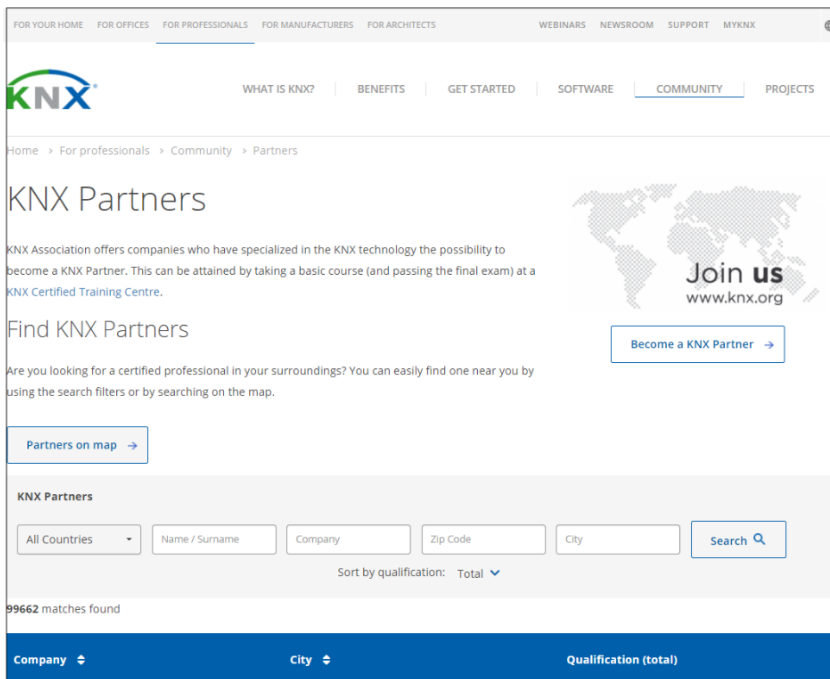 FOR YOUR HOME FOR OFFICES FOR PROFESSIONALS FOR MANUFACTURERS FOR ARCHITECTS WEBINARS NEWSROOM SUPPORT MYKNX
KNX
WHAT IS KNX? BENEFITS GET STARTED SOFTWARE COMMUNITY PROJECTS
Home > For professionals > Community > Partners
KNX Partners
KNX Association offers companies who have specialized in the KNX technology the possibility to
become a KNX Partner. This can be attained by taking a basic course (and passing the final exam) at a
KNX Certified Training Centre.
Join us
www.knx.org
Find KNX Partners
Become a KNX Partner →
Are you looking for a certified professional in your surroundings? You can easily find one near you by
using the search filters or by searching on the map.
Partners on map →
KNX Partners
All Countries Name / Surname Company Zip Code City Search
Sort by qualification: Total
99662 matches found
Company City Qualification (total)